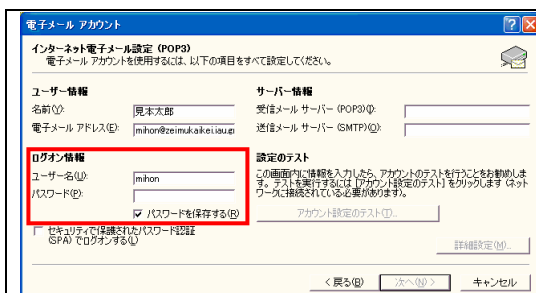 電子メール アカウント
インターネット電子メール設定 (POP3)
電子メール アカウントを使用するには、以下の項目をすべて設定してください。
ユーザー情報
名前(Y):
見本太郎
電子メール アドレス(E):
mihon@zeimukaikei.jau.gr
サーバー情報
受信メール サーバー (POP3)(I):
送信メール サーバー (SMTP)(O):
ログオン情報
ユーザー名(U):
mihon
パスワード(P):
パスワードを保存する(R)
セキュリティで保護されたパスワード認証
(SPA) でログオンする(L)
設定のテスト
この画面内に情報を入力したら、アカウントのテストを行うことをお勧めしま
す。テストを実行するには [アカウント設定のテスト] をクリックします (ネット
ワークに接続されている必要があります)。
アカウント設定のテスト(T)...
詳細設定(M)...
< 戻る(B)
次へ(N) >
キャンセル